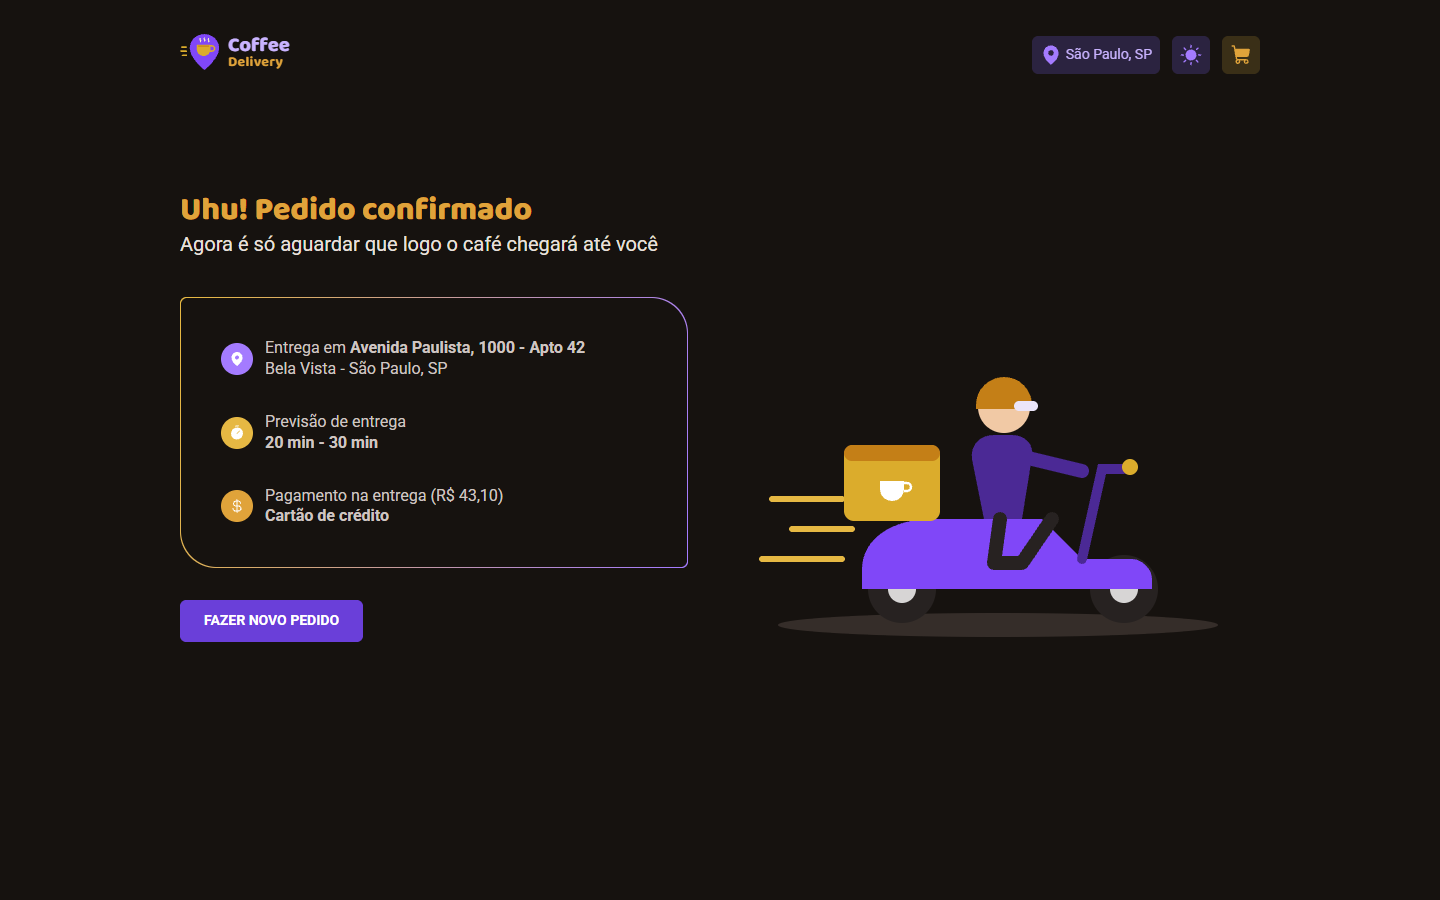 Coffee
Delivery
São Paulo, SP
Uhu! Pedido confirmado
Agora é só aguardar que logo o café chegará até você
Entrega em Avenida Paulista, 1000 - Apto 42
Bela Vista - São Paulo, SP
Previsão de entrega
20 min - 30 min
Pagamento na entrega (R$ 43,10)
Cartão de crédito
FAZER NOVO PEDIDO